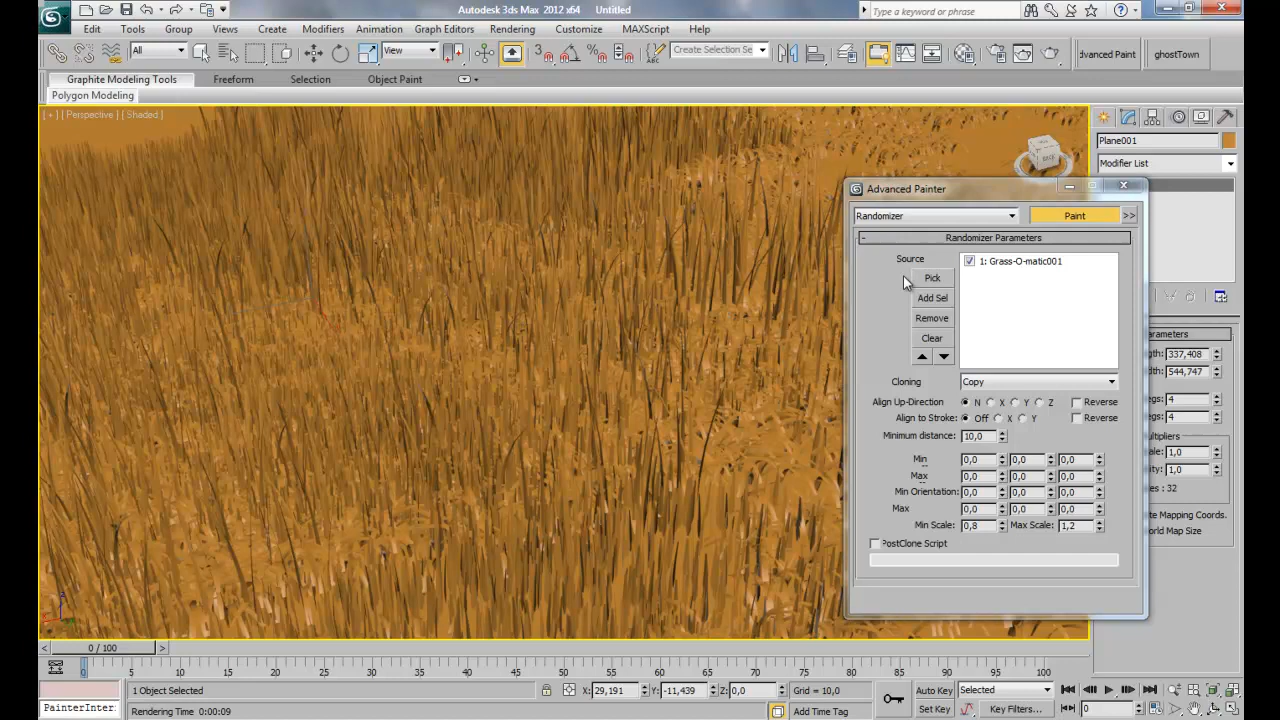 Autodesk 3ds Max 2012 x64 Untitled
Type a keyword or phrase
Edit Tools Group Views Create Modifiers Animation Graph Editors Rendering Customize MAXScript Help
All View Create Selection Se dvanced Paint ghostTown
Graphite Modeling Tools Freeform Selection Object Paint
Polygon Modeling
[ + ] [ Perspective ] [ Shaded ]
Plane001
Modifier List
Advanced Painter
Randomizer Paint >>
- Randomizer Parameters
Source
1: Grass-O-matic001
Pick
Add Sel
Remove
Clear
Cloning Copy
Align Up-Direction N X Y Z Reverse
Align to Stroke: Off X Y Reverse
Minimum distance: 10,0
Min 0,0 0,0 0,0
Max 0,0 0,0 0,0
Min Orientation: 0,0 0,0 0,0
Max 0,0 0,0 0,0
Min Scale: 0,8 Max Scale: 1,2
PostClone Script
arameters
gth: 337,408
dth: 544,747
egs: 4
egs: 4
ultipliers
ale: 1,0
ity: 1,0
es : 32
te Mapping Coords.
orld Map Size
< 0 / 100 >
0 5 10 15 20 25 30 35 40 45 50 55 60 65 70 75 80 85 90 95 100
1 Object Selected X: 29,191 Y: -11,439 Z: 0,0 Grid = 10,0 Auto Key Selected
PainterInter: Rendering Time 0:00:09 Add Time Tag Set Key Key Filters... 0